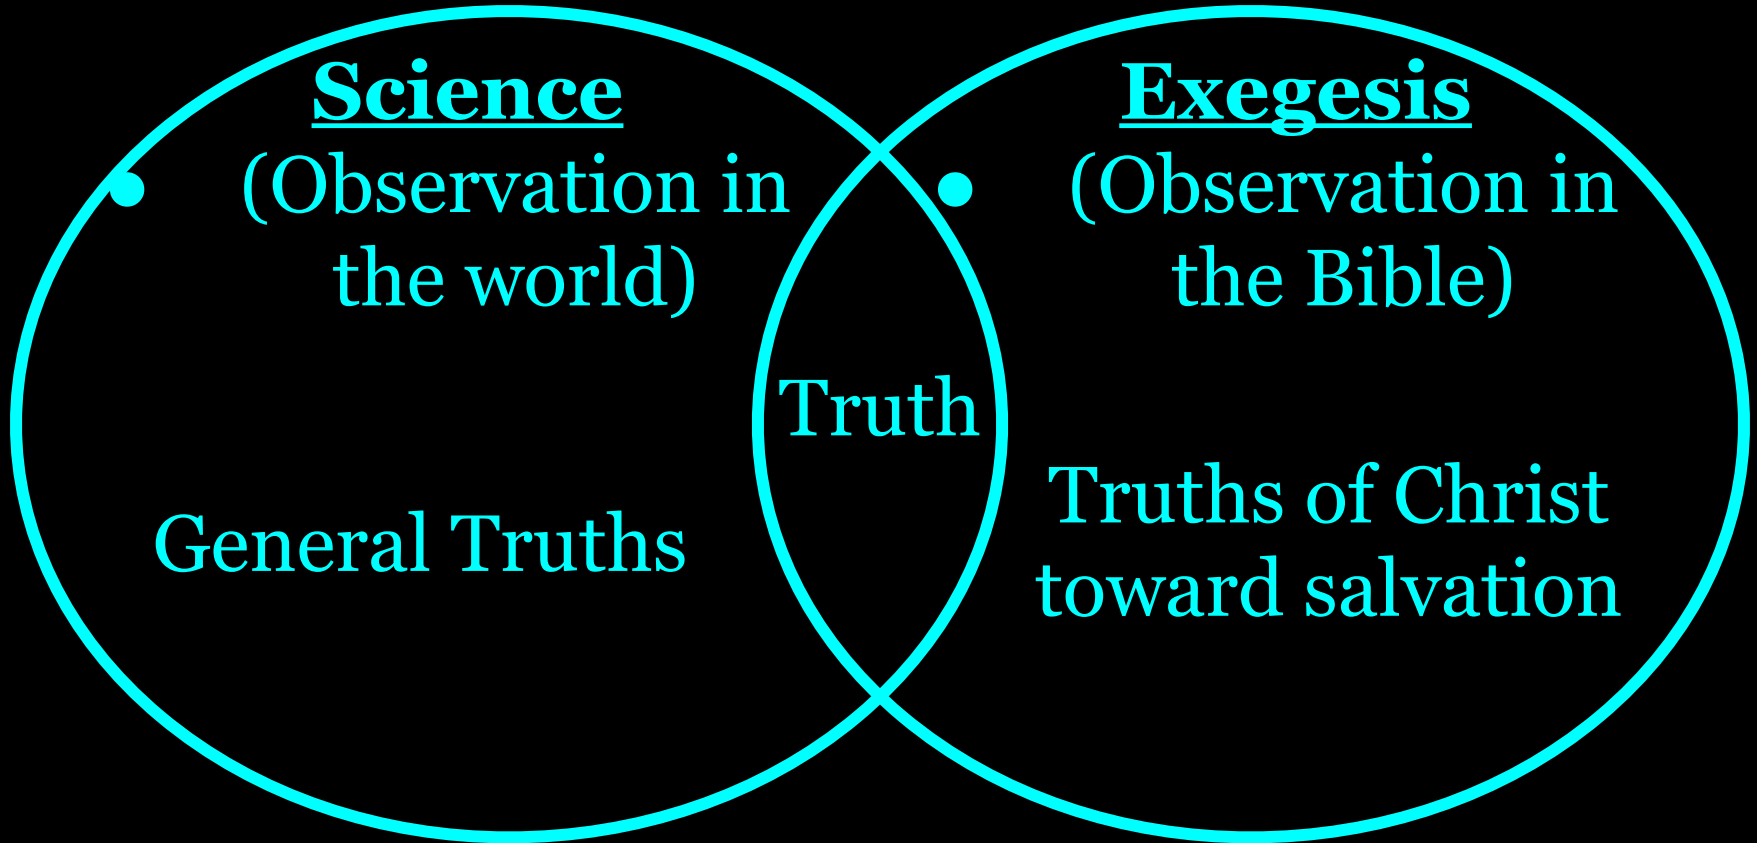 Science
• (Observation in
the world)
General Truths
Truth
Exegesis
• (Observation in
the Bible)
Truths of Christ
toward salvation